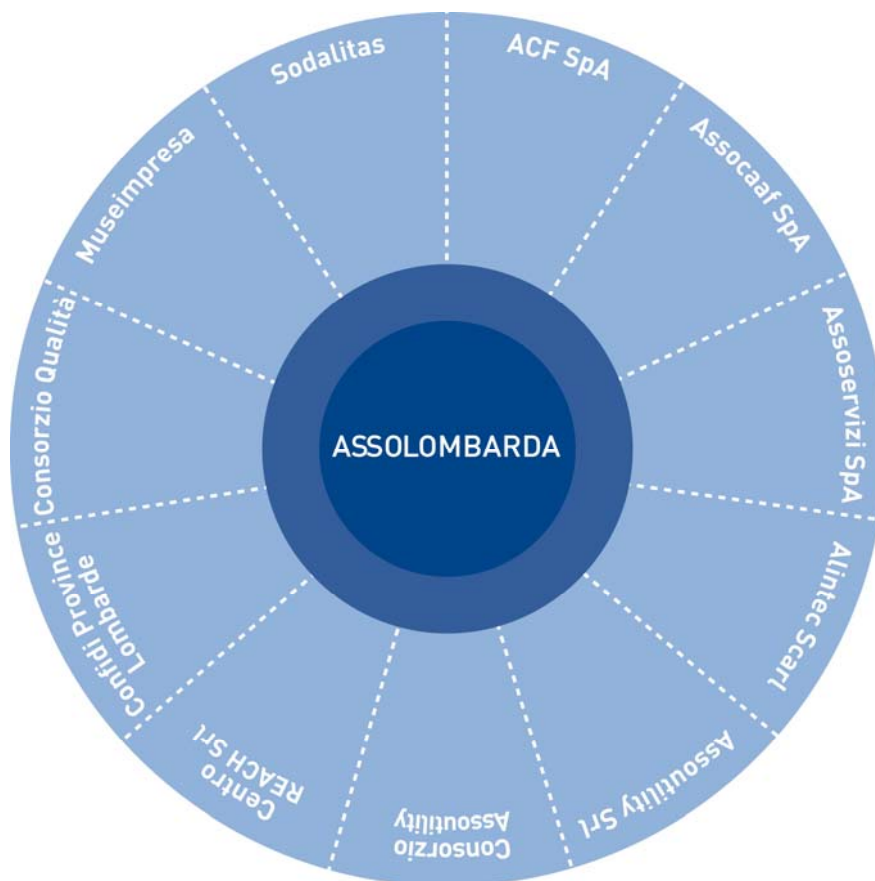 ACF SpA
Assocaaf SpA
Assoservizi SpA
Alintec Scarl
Assoutility Srl
Consorzio
Assoutility
Centro
REACH Srl
Confidi Province
Lombarde
Consorzio Qualità
Museimpresa
Sodalitas
ASSOLOMBARDA